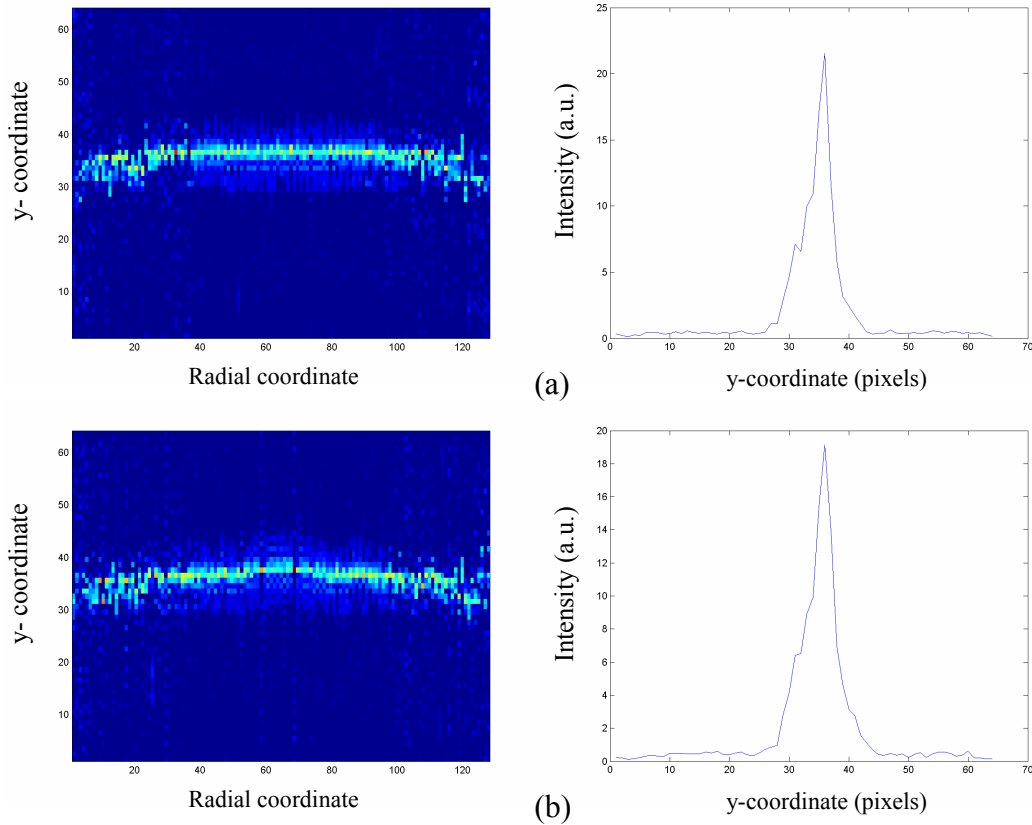 y- coordinate
60
50
40
30
20
10
20 40 60 80 100 120
Radial coordinate
Intensity (a.u.)
25
20
15
10
5
0
0 10 20 30 40 50 60 70
y-coordinate (pixels)
(a)
y- coordinate
60
50
40
30
20
10
20 40 60 80 100 120
Radial coordinate
Intensity (a.u.)
20
18
16
14
12
10
8
6
4
2
0
0 10 20 30 40 50 60 70
y-coordinate (pixels)
(b)